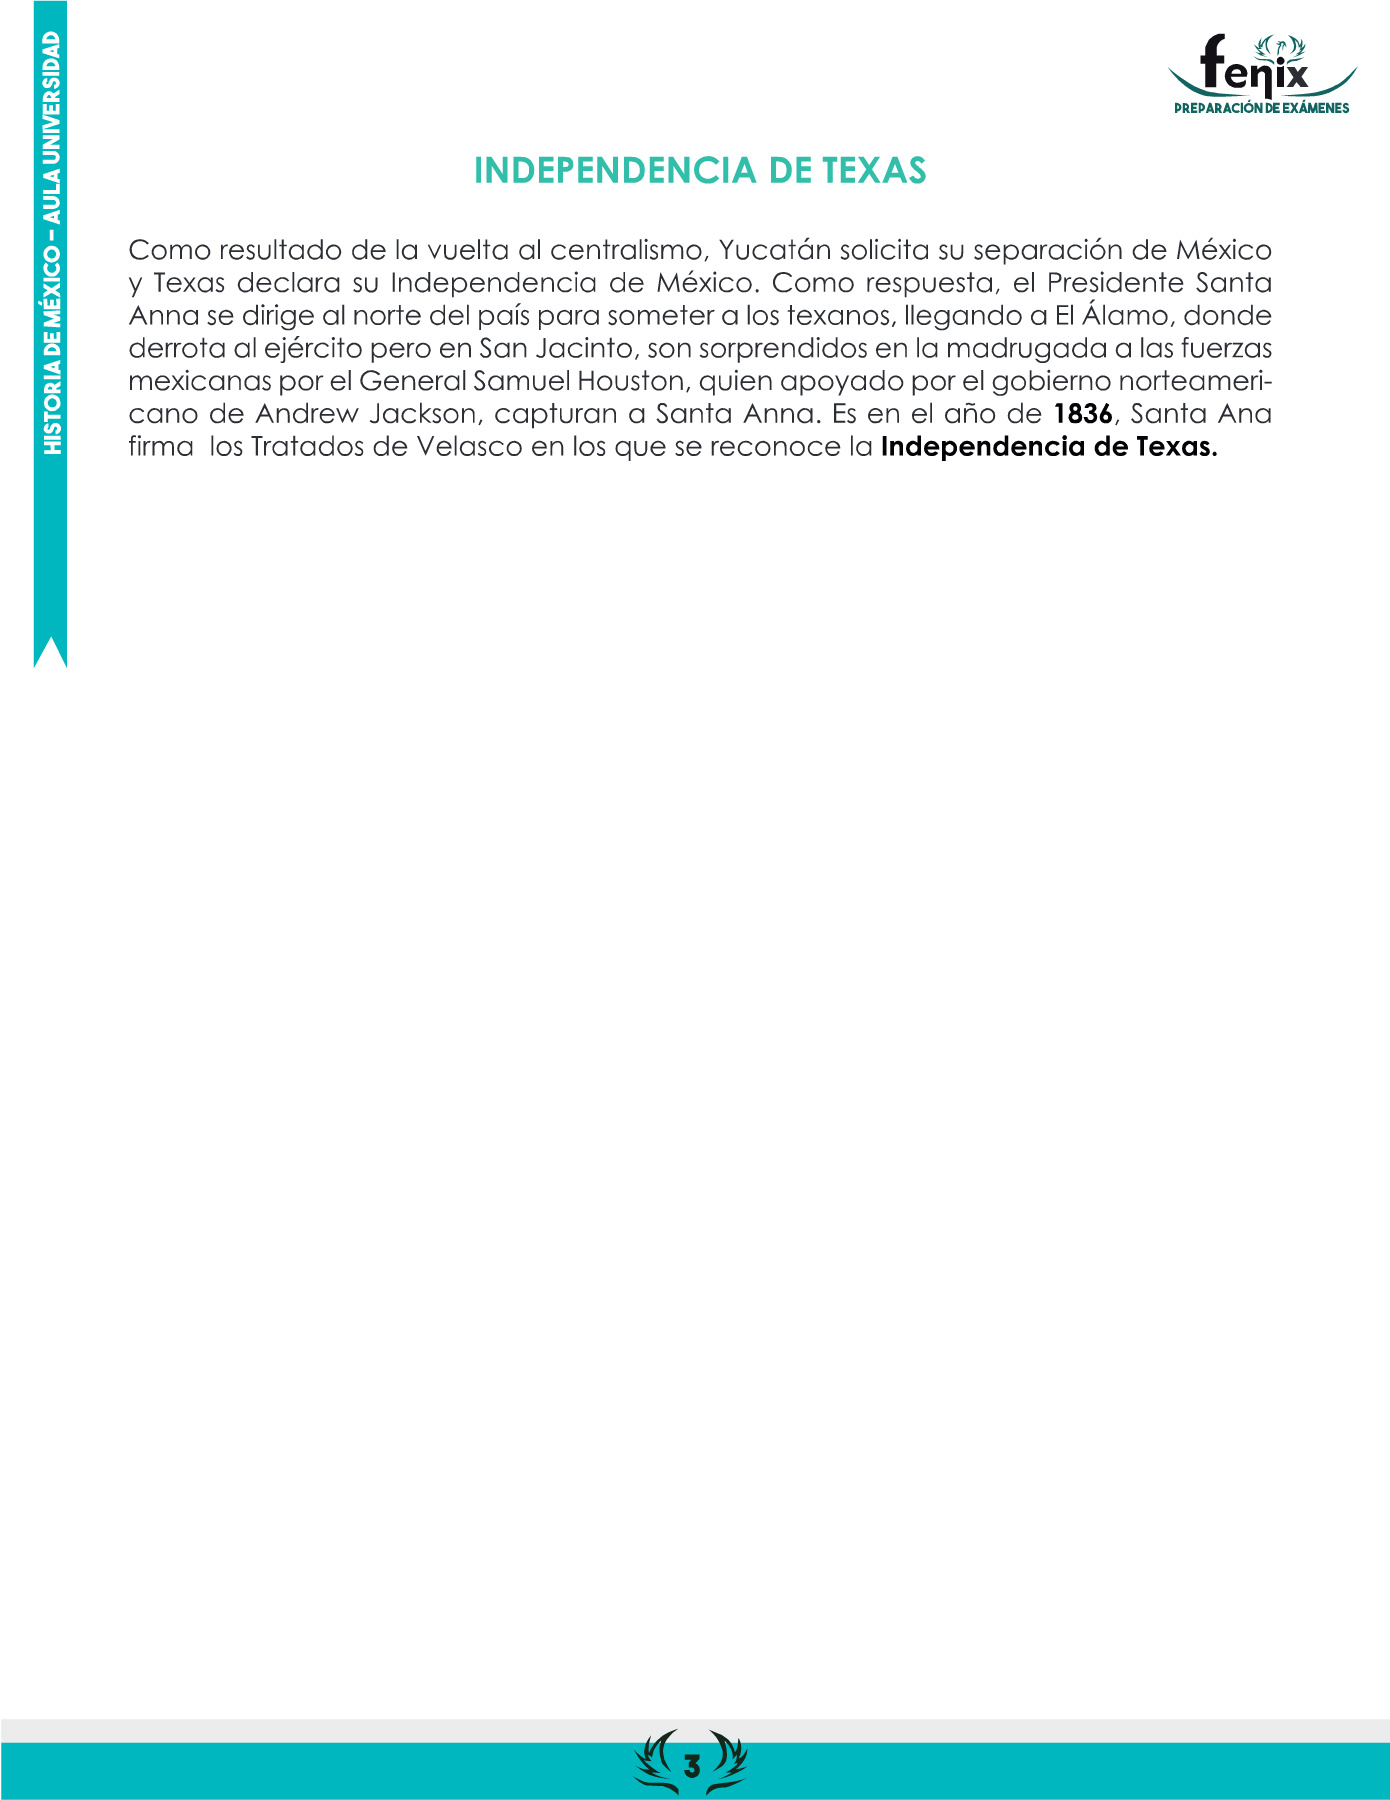 HISTORIA DE MÉXICO - AULA UNIVERSIDAD
fenix
PREPARACIÓN DE EXÁMENES
INDEPENDENCIA DE TEXAS
Como resultado de la vuelta al centralismo, Yucatán solicita su separación de México
y Texas declara su Independencia de México. Como respuesta, el Presidente Santa
Anna se dirige al norte del país para someter a los texanos, llegando a El Álamo, donde
derrota al ejército pero en San Jacinto, son sorprendidos en la madrugada a las fuerzas
mexicanas por el General Samuel Houston, quien apoyado por el gobierno norteameri-
cano de Andrew Jackson, capturan a Santa Anna. Es en el año de 1836, Santa Ana
firma  los Tratados de Velasco en los que se reconoce la Independencia de Texas.
3